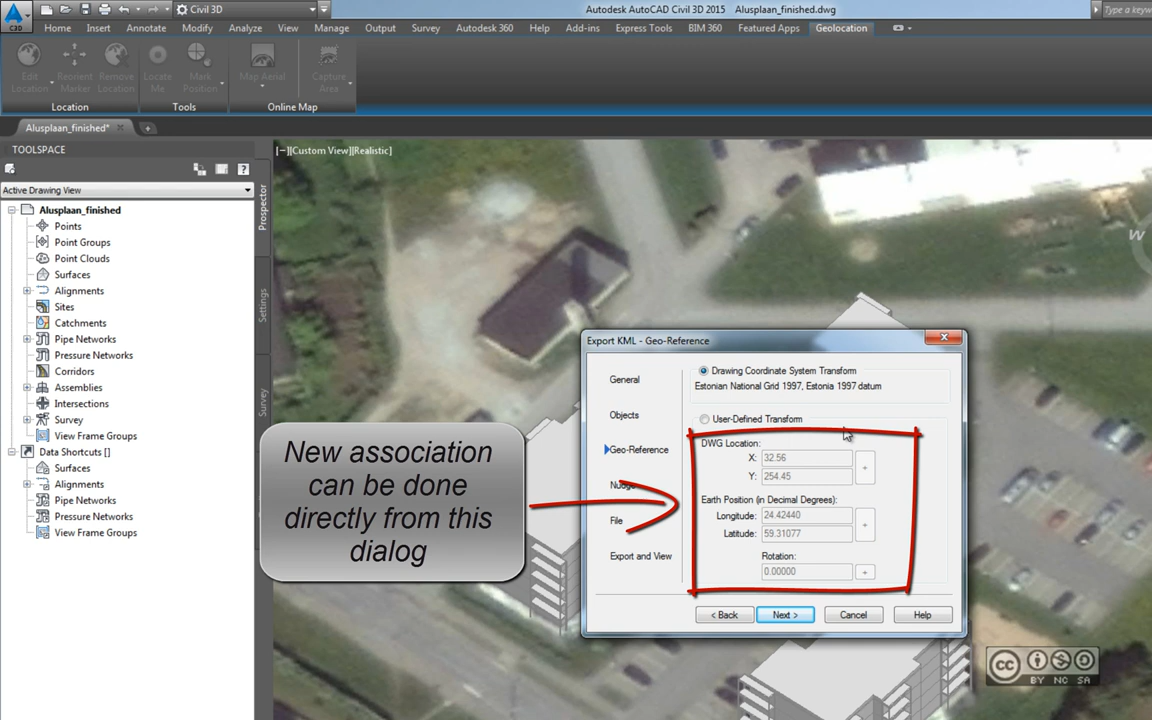 Civil 3D
Autodesk AutoCAD Civil 3D 2015 Alusplaan_finished.dwg
Type a keyw
C3D
Home Insert Annotate Modify Analyze View Manage Output Survey Autodesk 360 Help Add-ins Express Tools BIM 360 Featured Apps Geolocation
Edit Location
Reorient Marker
Remove Location
Locate Me
Mark Position
Map Aerial
Capture Area
Location Tools Online Map
Alusplaan_finished*
TOOLSPACE
[−][Custom View][Realistic]
Active Drawing View
Alusplaan_finished
Points
Point Groups
Point Clouds
Surfaces
Alignments
Sites
Catchments
Pipe Networks
Pressure Networks
Corridors
Assemblies
Intersections
Survey
View Frame Groups
Data Shortcuts []
Surfaces
Alignments
Pipe Networks
Pressure Networks
View Frame Groups
Prospector
Settings
Survey
W
New association
can be done
directly from this
dialog
Export KML - Geo-Reference
General
Objects
Geo-Reference
Nudge
File
Export and View
Drawing Coordinate System Transform
Estonian National Grid 1997, Estonia 1997 datum
User-Defined Transform
DWG Location:
X: 32.56
Y: 254.45
Earth Position (in Decimal Degrees):
Longitude: 24.42440
Latitude: 59.31077
Rotation:
0.00000
< Back Next > Cancel Help
cc
BY NC SA